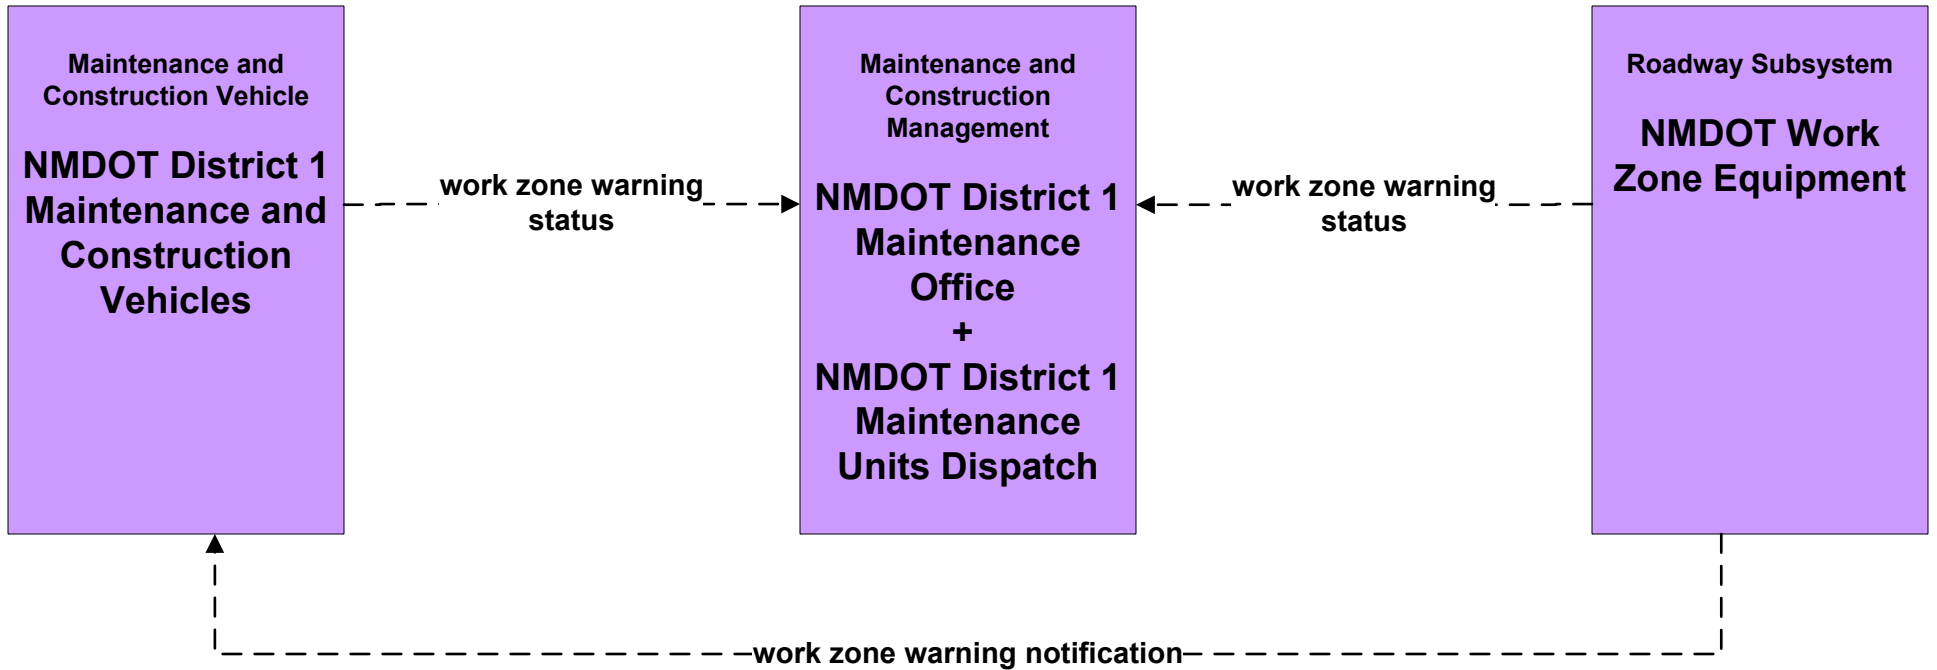 Maintenance and
Construction Vehicle
NMDOT District 1
Maintenance and
Construction
Vehicles
work zone warning
status
Maintenance and
Construction
Management
NMDOT District 1
Maintenance
Office
+
NMDOT District 1
Maintenance
Units Dispatch
work zone warning
status
Roadway Subsystem
NMDOT Work
Zone Equipment
work zone warning notification